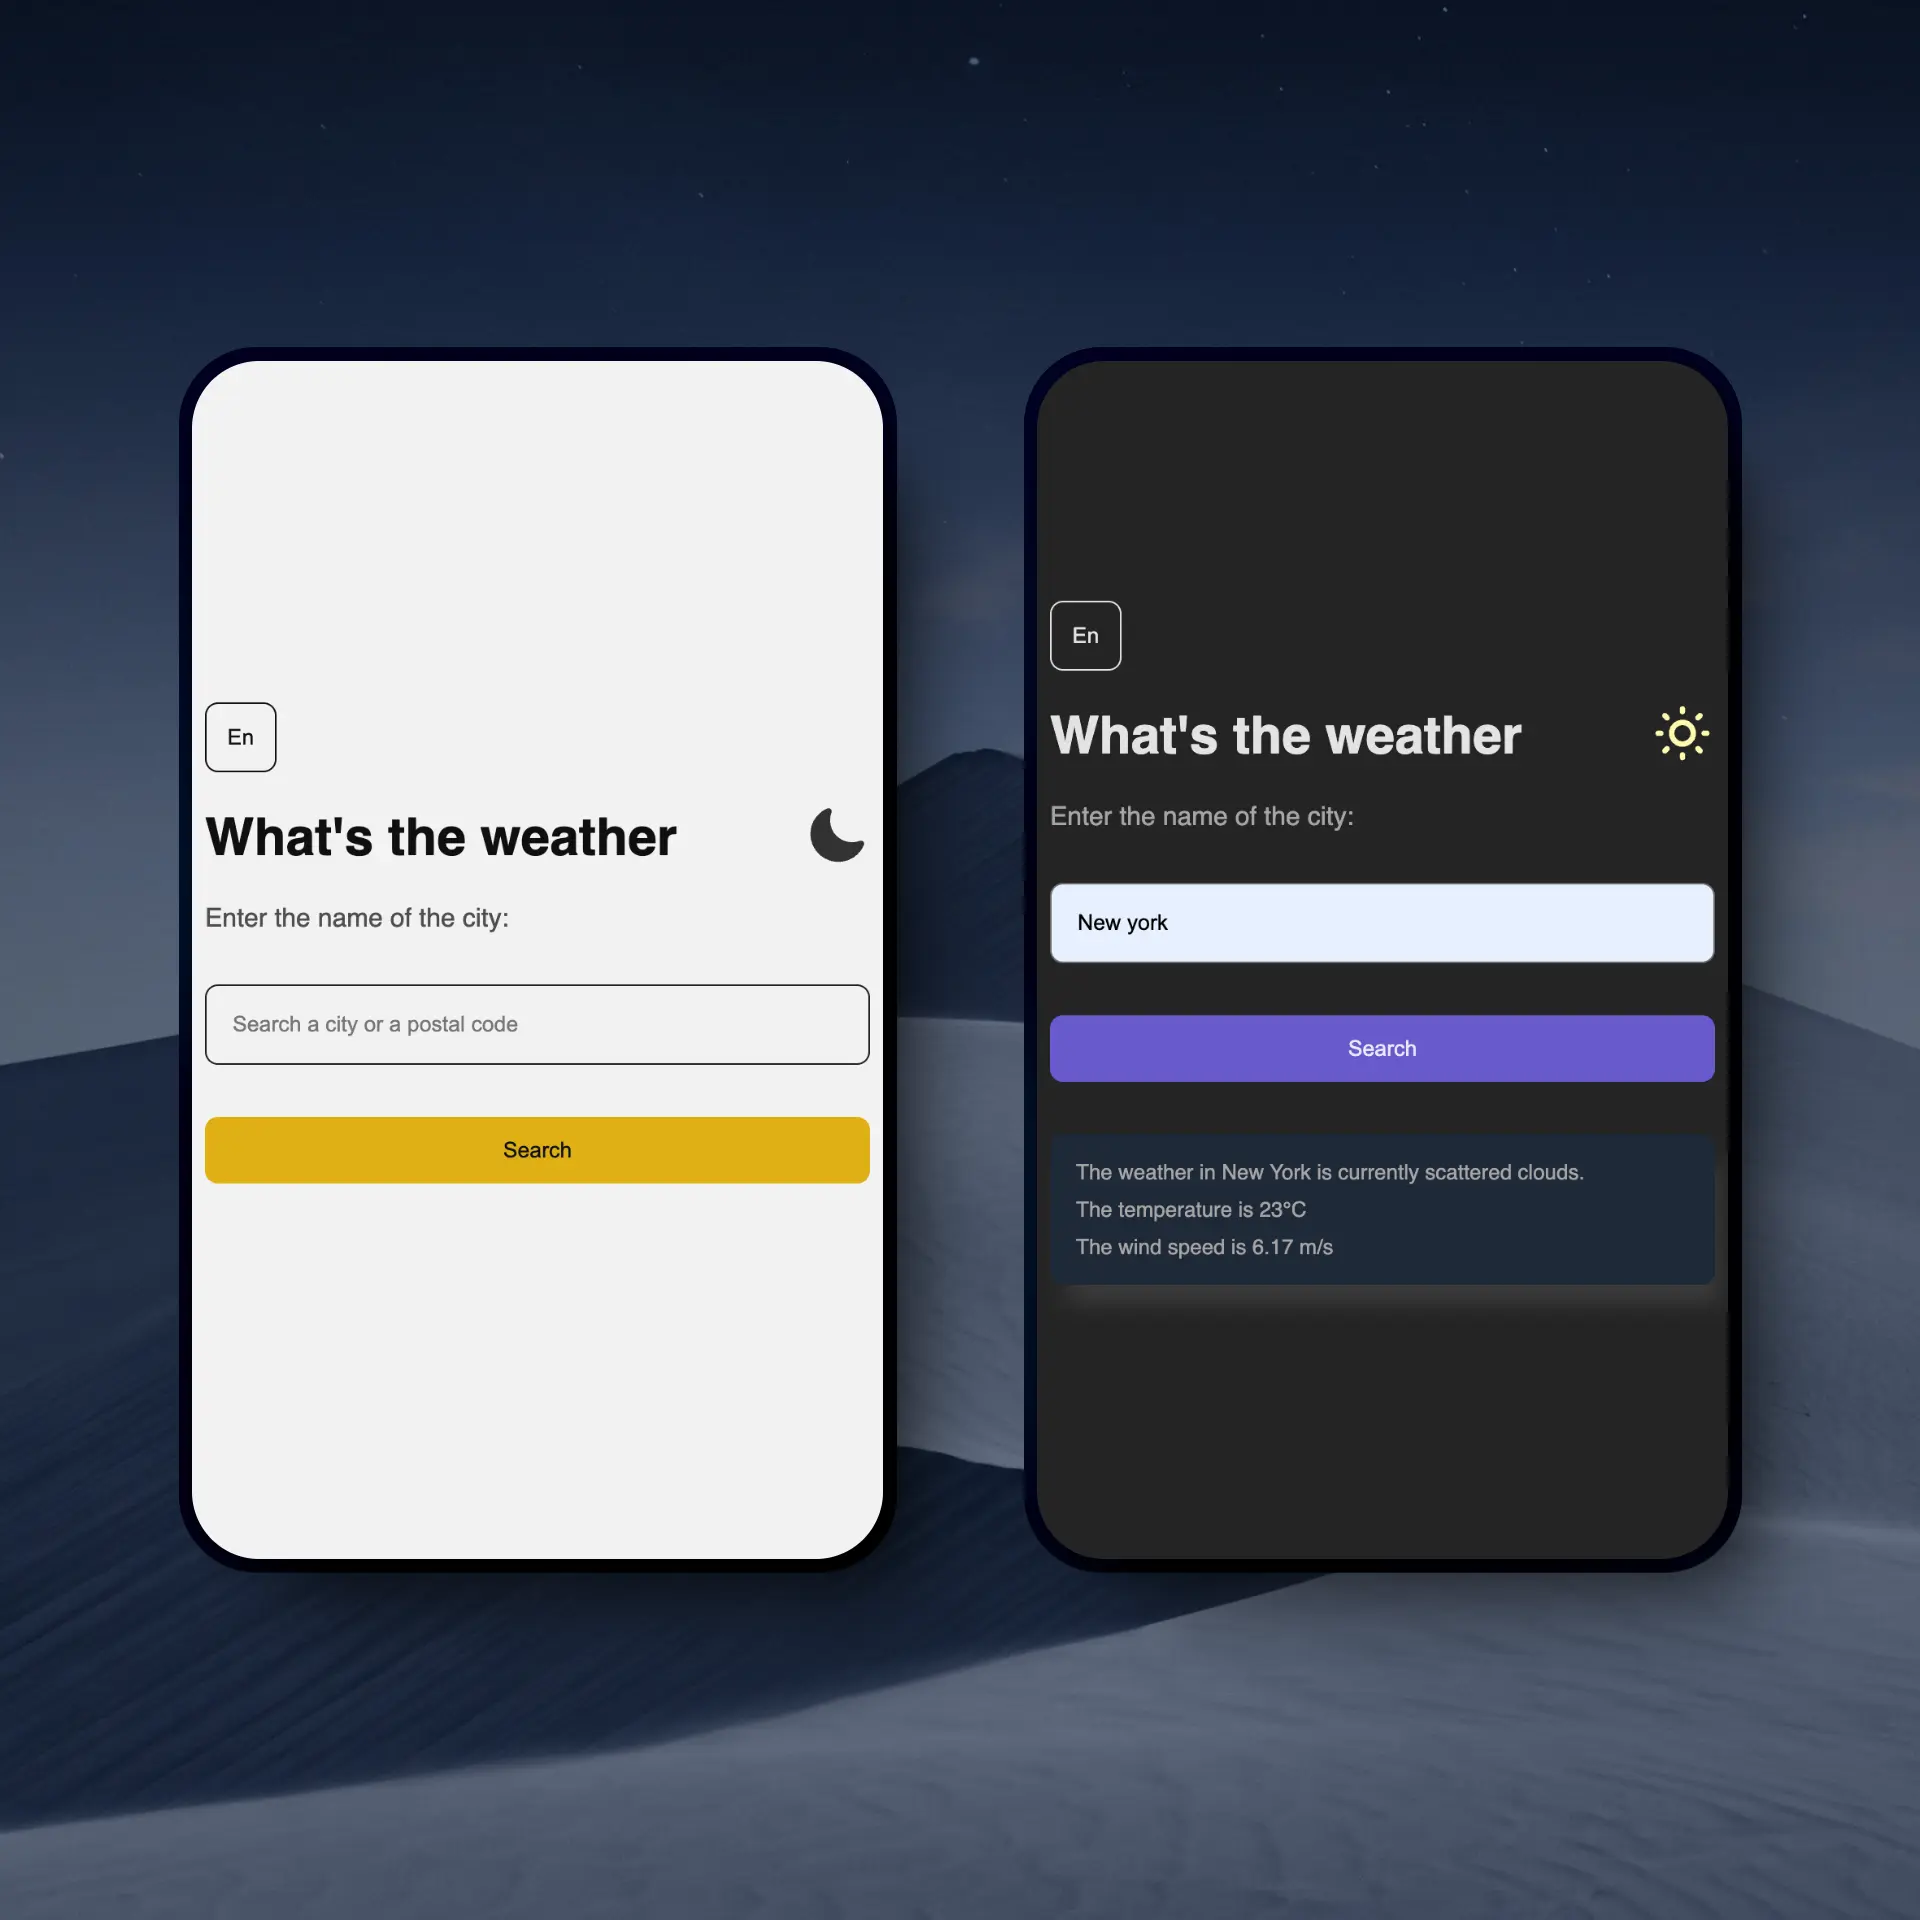 En
What's the weather
Enter the name of the city:
Search a city or a postal code
Search
En
What's the weather
Enter the name of the city:
New york
Search
The weather in New York is currently scattered clouds.
The temperature is 23°C
The wind speed is 6.17 m/s